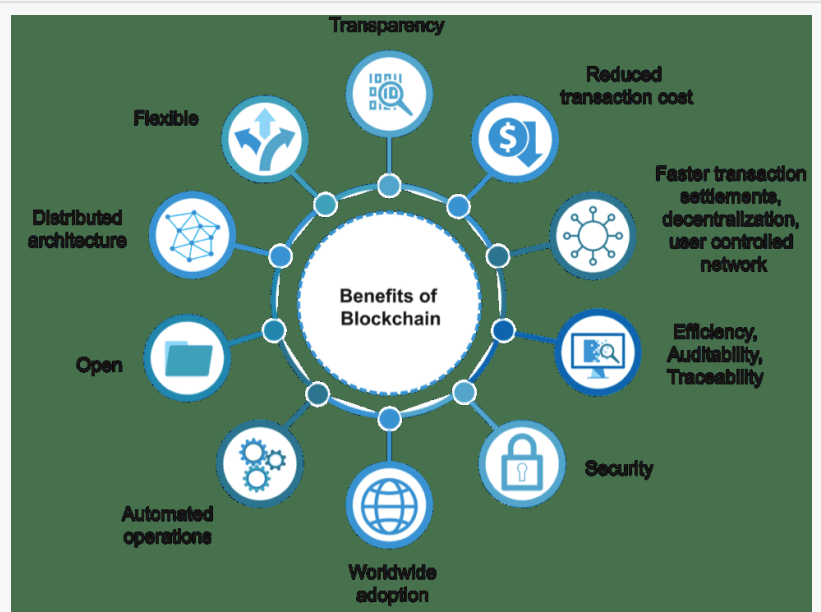 Transparency
Reduced
transaction cost
Faster transaction
settlements,
decentralization,
user controlled
network
Efficiency,
Auditability,
Traceability
Security
Worldwide
adoption
Automated
operations
Open
Distributed
architecture
Flexible
ID
$
Benefits of
Blockchain